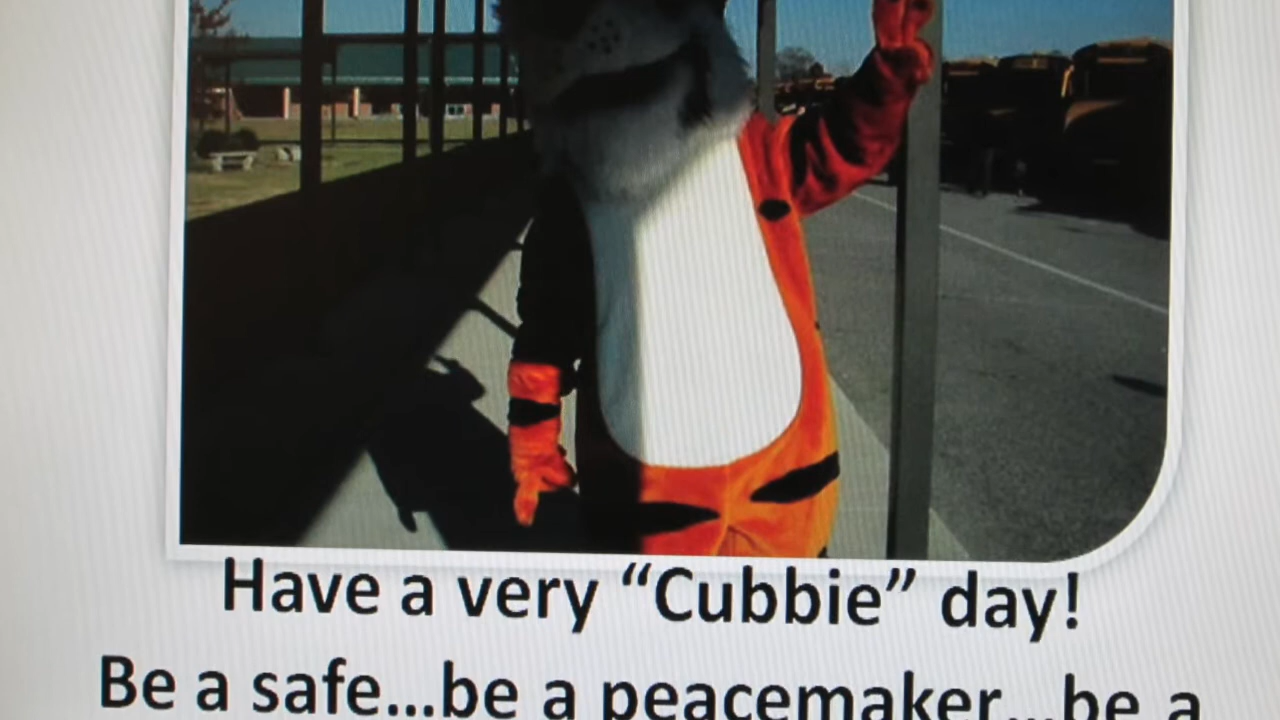 Have a very “Cubbie” day!
Be a safe...be a peacemaker...be a